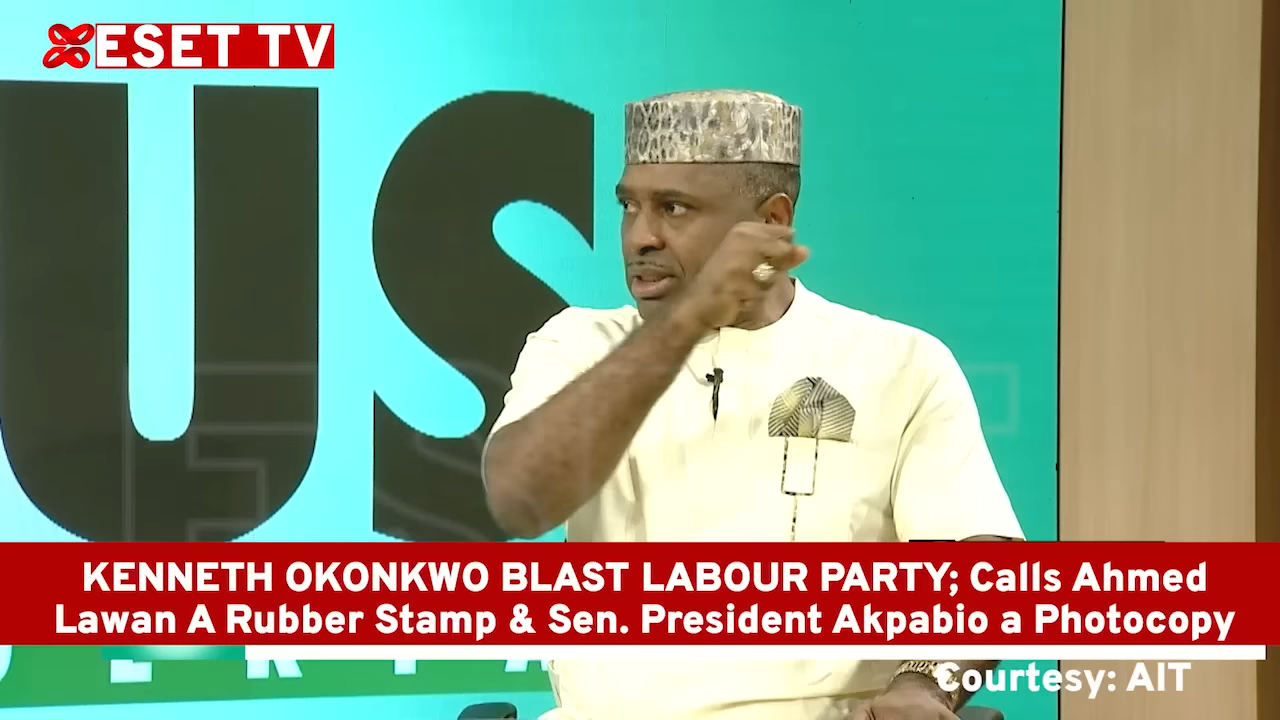 ESET TV
US
KENNETH OKONKWO BLAST LABOUR PARTY; Calls Ahmed
Lawan A Rubber Stamp & Sen. President Akpabio a Photocopy
Courtesy: AIT